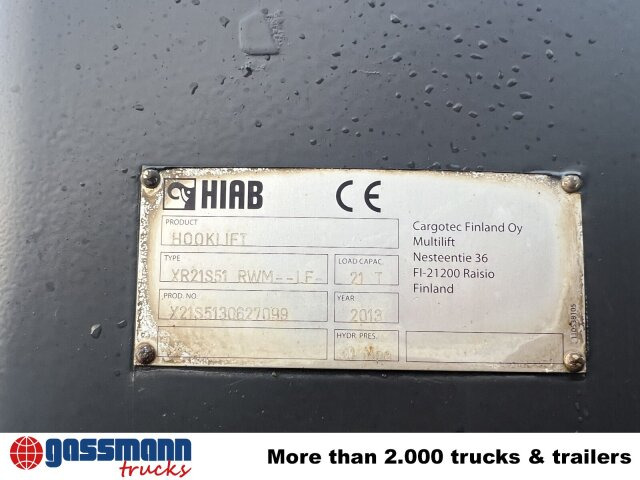 HIAB CE
PRODUCT
HOOKLIFT
TYPE
XR21S51 RWM--LF-
LOAD CAPAC.
21 T
PROD. NO.
X21S5130627099
YEAR
2013
HYDR. PRES.
Cargotec Finland Oy
Multilift
Nesteentie 36
FI-21200 Raisio
Finland
gassmann
trucks
More than 2.000 trucks & trailers